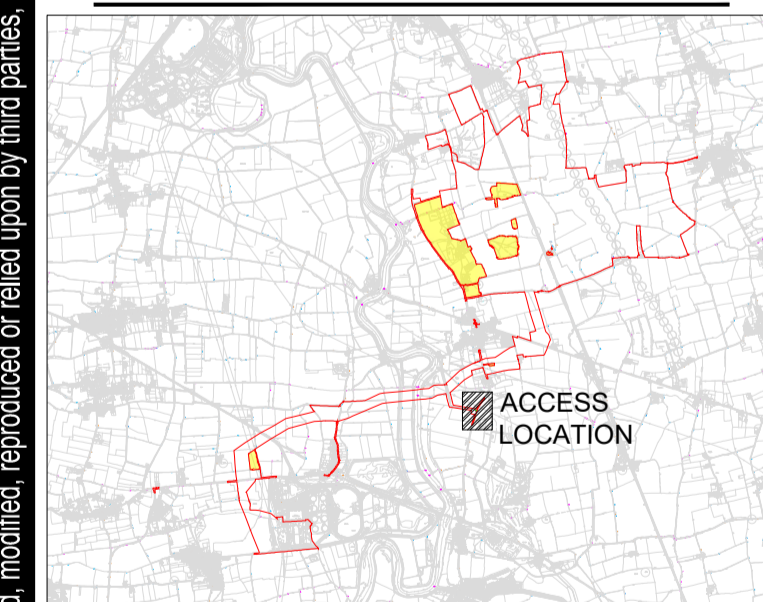 modified, reproduced or relied upon by third parties,
ACCESS
LOCATION